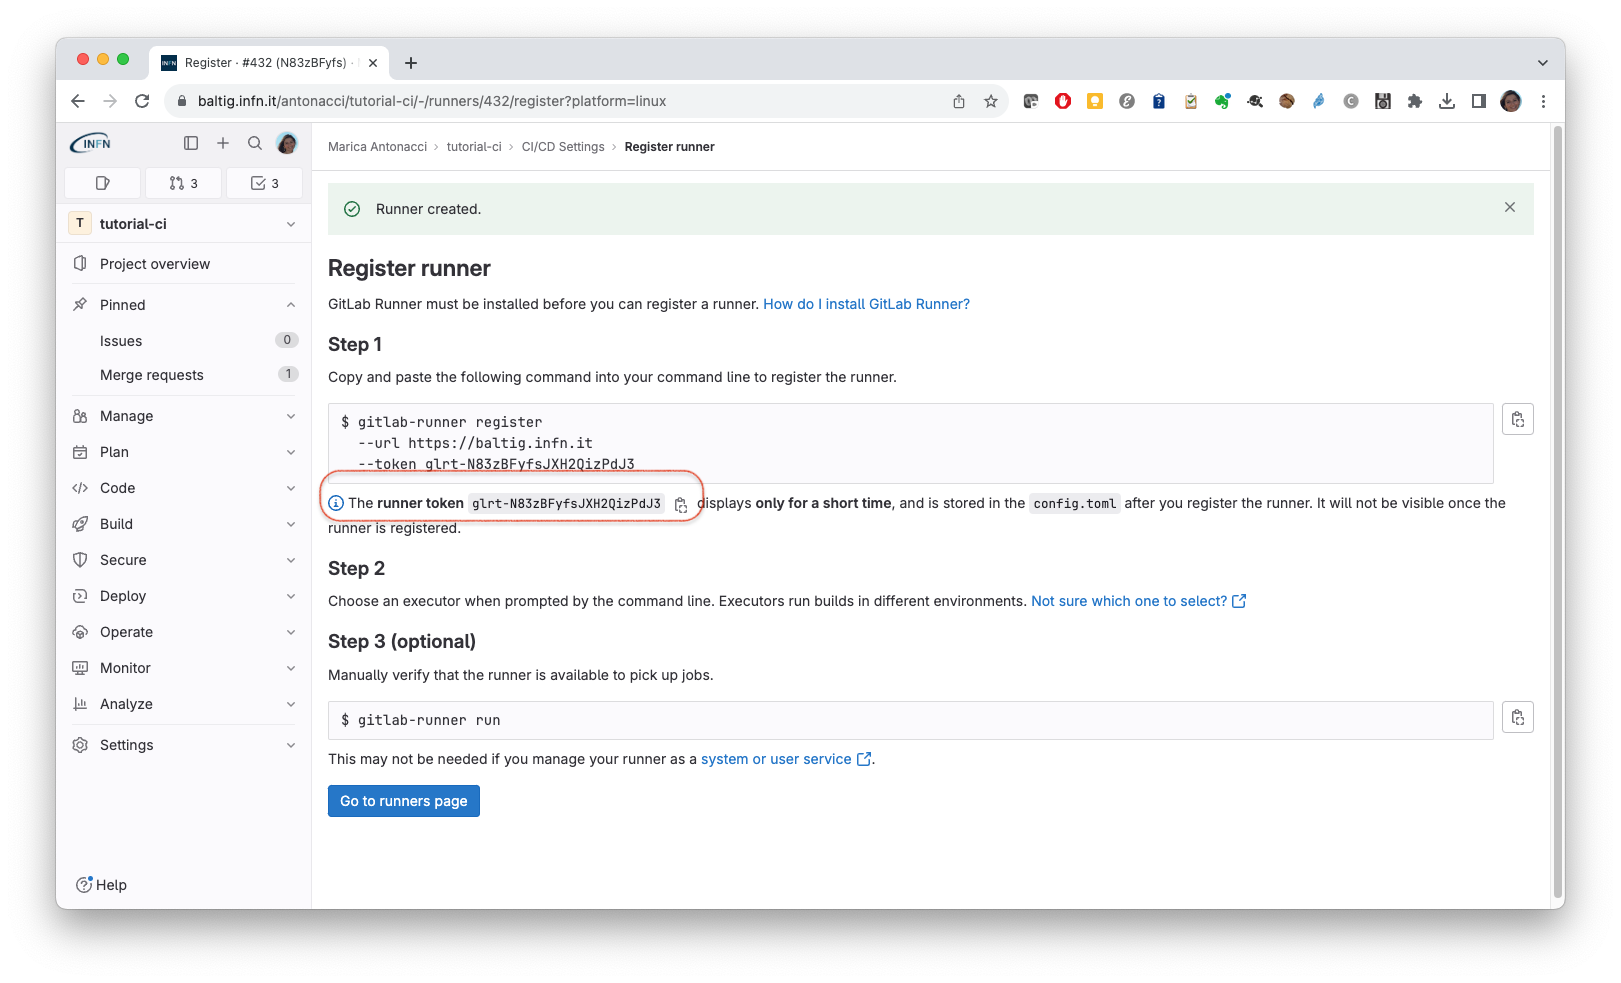 Register · #432 (N83zBFyfs) ·
baltig.infn.it/antonacci/tutorial-ci/-/runners/432/register?platform=linux
INFN
3
3
T tutorial-ci
Project overview
Pinned
Issues 0
Merge requests 1
Manage
Plan
Code
Build
Secure
Deploy
Operate
Monitor
Analyze
Settings
Help
Marica Antonacci › tutorial-ci › CI/CD Settings › Register runner
Runner created.
Register runner
GitLab Runner must be installed before you can register a runner. How do I install GitLab Runner?
Step 1
Copy and paste the following command into your command line to register the runner.
$ gitlab-runner register
--url https://baltig.infn.it
--token glrt-N83zBFyfsJXH2QizPdJ3
The runner token glrt-N83zBFyfsJXH2QizPdJ3 displays only for a short time, and is stored in the config.toml after you register the runner. It will not be visible once the
runner is registered.
Step 2
Choose an executor when prompted by the command line. Executors run builds in different environments. Not sure which one to select?
Step 3 (optional)
Manually verify that the runner is available to pick up jobs.
$ gitlab-runner run
This may not be needed if you manage your runner as a system or user service.
Go to runners page